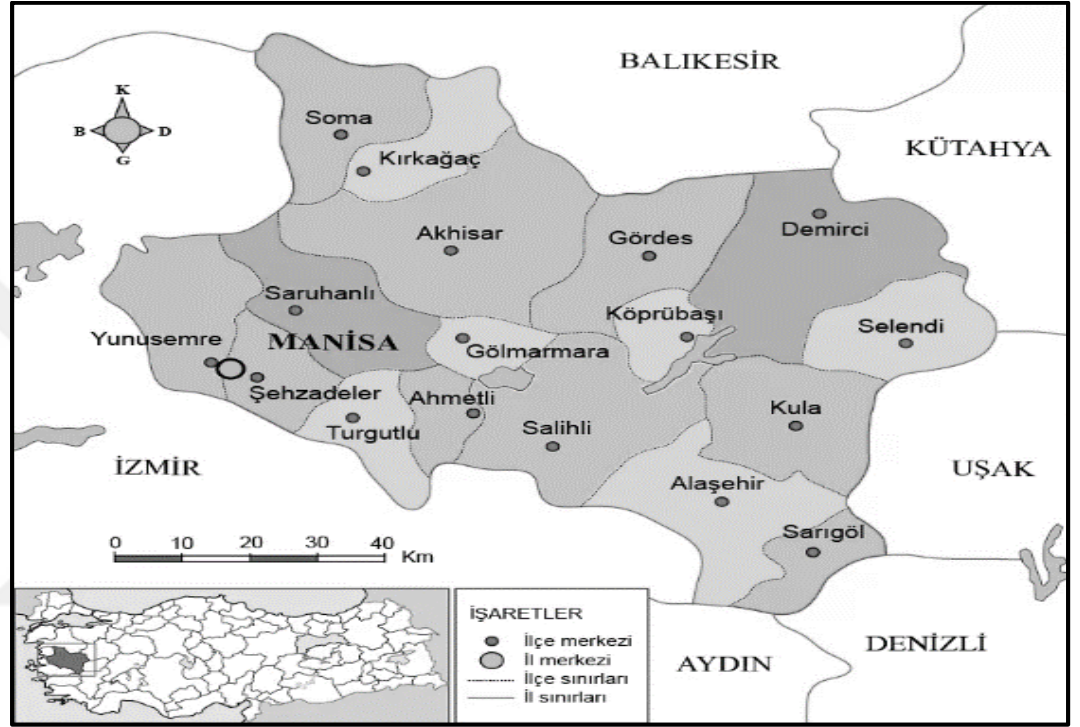 BALIKESİR
K
B D
G
Soma
Kırkağaç
KÜTAHYA
Akhisar
Gördes
Demirci
Saruhanlı
Köprübaşı
Selendi
Yunusemre
MANİSA
Gölmarmara
Şehzadeler
Ahmetli
Turgutlu
Salihli
Kula
İZMİR
Alaşehir
UŞAK
Sarıgöl
0 10 20 30 40 Km
İŞARETLER
İlçe merkezi
İl merkezi
İlçe sınırları
İl sınırları
AYDIN
DENİZLİ